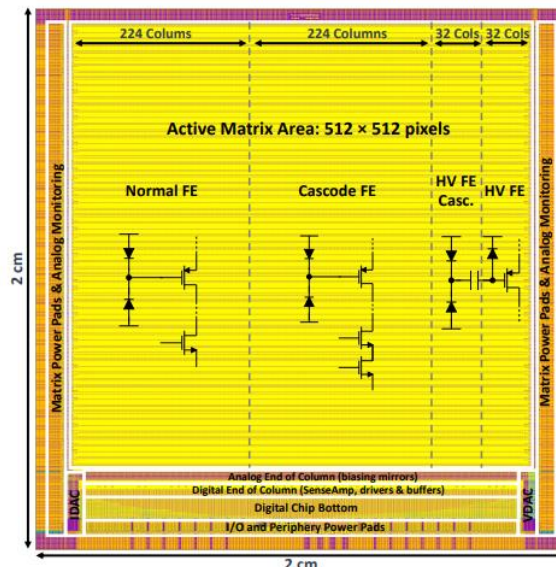 224 Colums
224 Columns
32 Cols
32 Cols
Active Matrix Area: 512 × 512 pixels
Normal FE
Cascode FE
HV FE
Casc.
HV FE
Matrix Power Pads & Analog Monitoring
Matrix Power Pads & Analog Monitoring
2 cm
Analog End of Column (biasing mirrors)
Digital End of Column (SenseAmp, drivers & buffers)
Digital Chip Bottom
I/O and Periphery Power Pads
IDAC
VDAC
2 cm